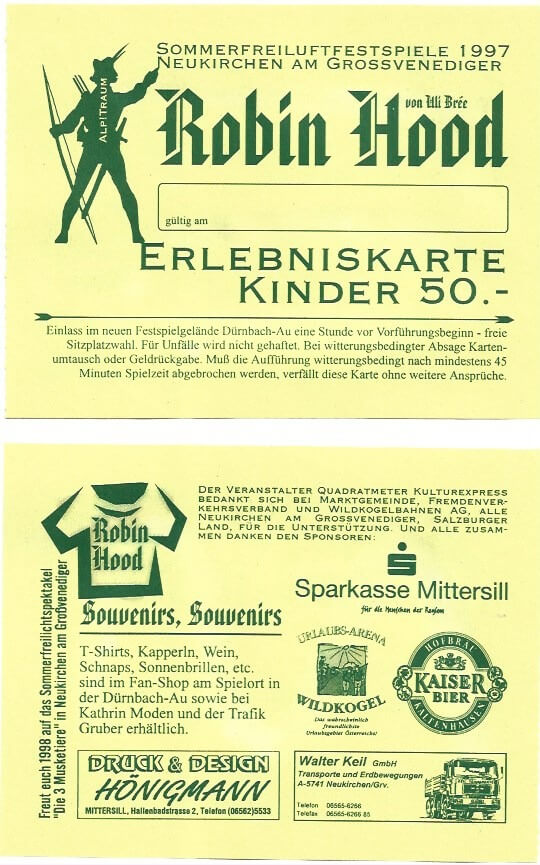 SOMMERFREILUFTFESTSPIELE 1997
NEUKIRCHEN AM GROSSVENEDIGER
ALPITRAUM
von Uli Brée
Robin Hood
gültig am
ERLEBNISKARTE
KINDER 50.-
Einlass im neuen Festspielgelände Dürnbach-Au eine Stunde vor Vorführungsbeginn - freie
Sitzplatzwahl. Für Unfälle wird nicht gehaftet. Bei witterungsbedingter Absage Karten-
umtausch oder Geldrückgabe. Muß die Aufführung witterungsbedingt nach mindestens 45
Minuten Spielzeit abgebrochen werden, verfällt diese Karte ohne weitere Ansprüche.
Freut euch 1998 auf das Sommerfreilichtspektakel
"Die 3 Musketiere" in Neukirchen am Großvenediger
Robin
Hood
Souvenirs, Souvenirs
T-Shirts, Kapperln, Wein,
Schnaps, Sonnenbrillen, etc.
sind im Fan-Shop am Spielort in
der Dürnbach-Au sowie bei
Kathrin Moden und der Trafik
Gruber erhältlich.
DER VERANSTALTER QUADRATMETER KULTUREXPRESS
BEDANKT SICH BEI MARKTGEMEINDE, FREMDENVER-
KEHRSVERBAND UND WILDKOGELBAHNEN AG, ALLE
NEUKIRCHEN AM GROSSVENEDIGER, SALZBURGER
LAND, FÜR DIE UNTERSTÜTZUNG. UND ALLE ZUSAM-
MEN DANKEN DEN SPONSOREN:
Sparkasse Mittersill
für die Menschen der Region
URLAUBS-ARENA
WILDKOGEL
Das wahrscheinlich
freundlichste
Urlaubsgebiet Österreichs!
HOFBRÄU
KAISER
BIER
KALTENHAUSEN
DRUCK & DESIGN
HÖNIGMANN
MITTERSILL, Hallenbadstrasse 2, Telefon (06562)5533
Walter Keil GmbH
Transporte und Erdbewegungen
A-5741 Neukirchen/Grv.
Telefon 06565-6266
Telefax 06565-6266 85